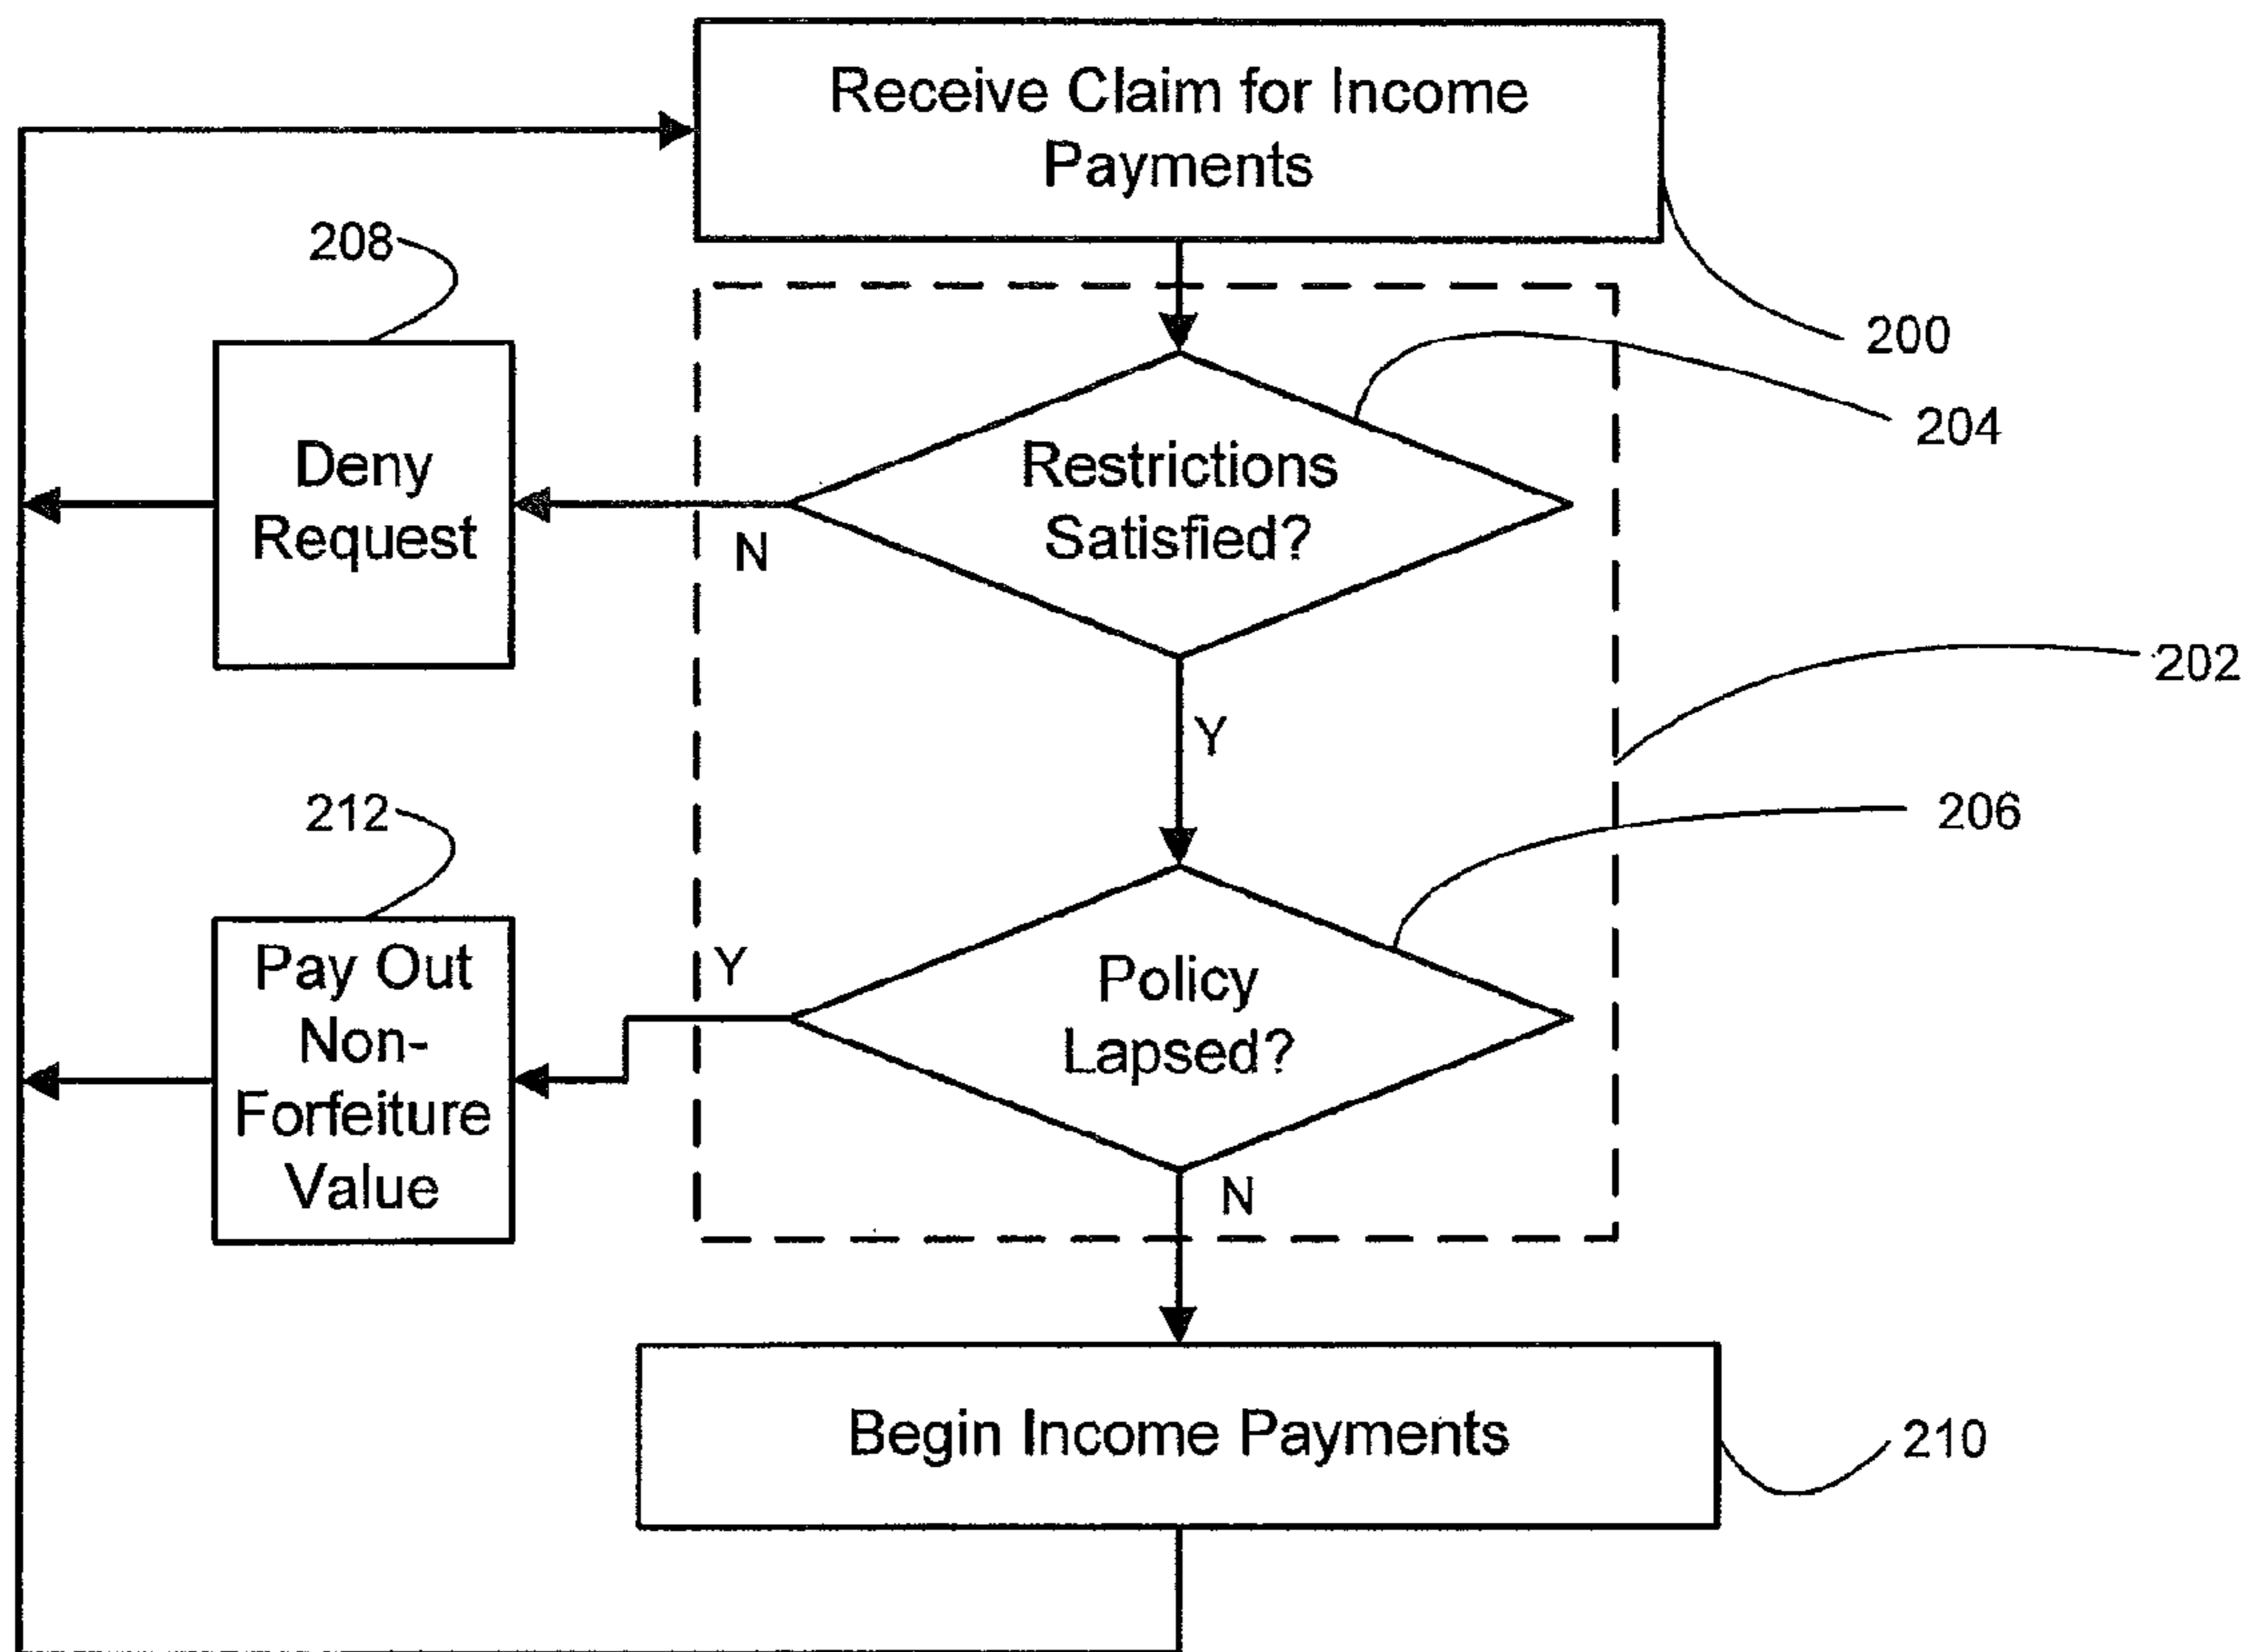 Receive Claim for Income
Payments
200
208
204
Deny
Request
Restrictions
Satisfied?
N
202
Y
212
206
Pay Out
Non-
Forfeiture
Value
Y
Policy
Lapsed?
N
Begin Income Payments
210